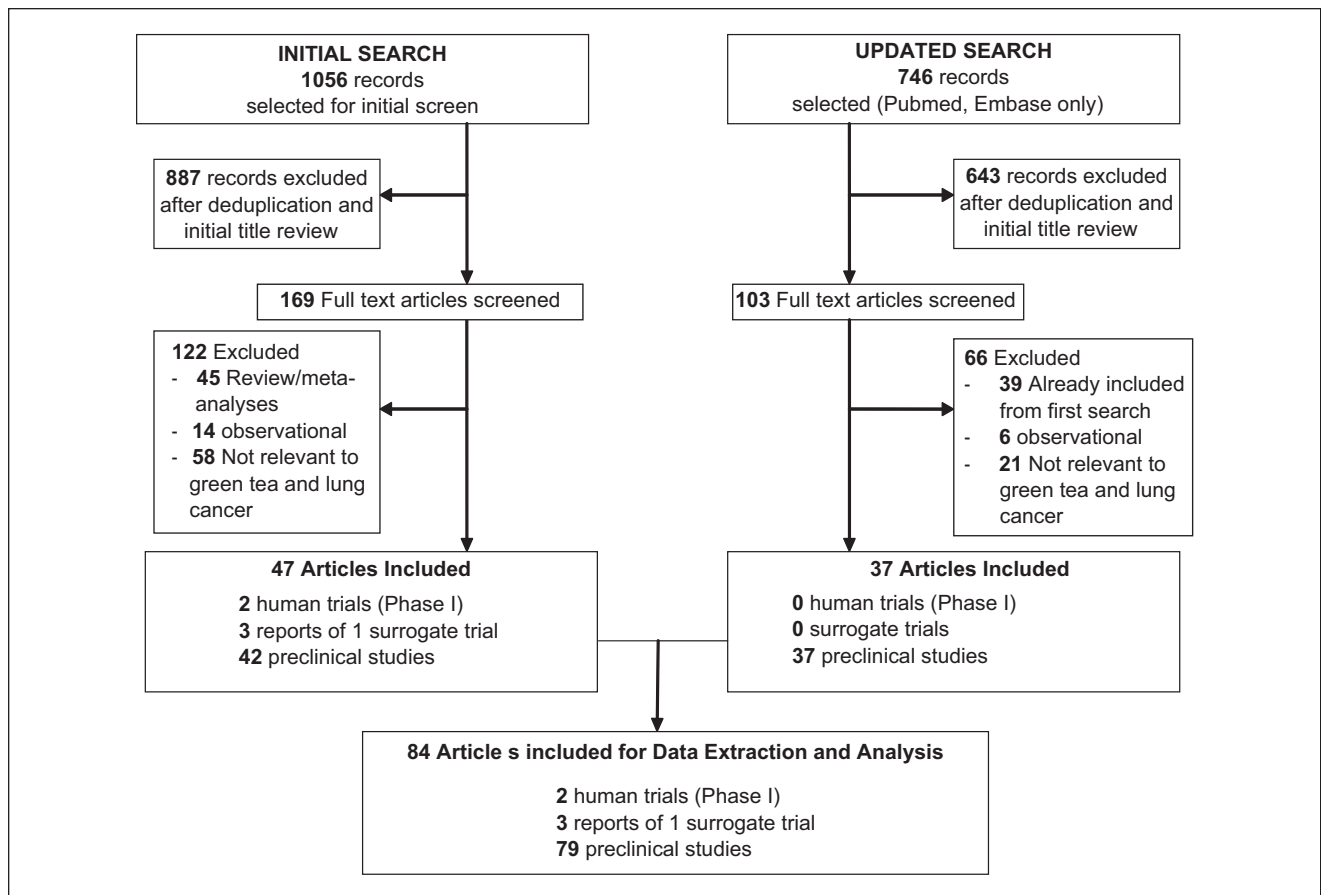 INITIAL SEARCH
1056 records
selected for initial screen
UPDATED SEARCH
746 records
selected (Pubmed, Embase only)
887 records excluded
after deduplication and
initial title review
643 records excluded
after deduplication and
initial title review
169 Full text articles screened
103 Full text articles screened
122 Excluded
- 45 Review/meta-
analyses
- 14 observational
- 58 Not relevant to
green tea and lung
cancer
66 Excluded
- 39 Already included
from first search
- 6 observational
- 21 Not relevant to
green tea and lung
cancer
47 Articles Included
2 human trials (Phase I)
3 reports of 1 surrogate trial
42 preclinical studies
37 Articles Included
0 human trials (Phase I)
0 surrogate trials
37 preclinical studies
84 Article s included for Data Extraction and Analysis
2 human trials (Phase I)
3 reports of 1 surrogate trial
79 preclinical studies